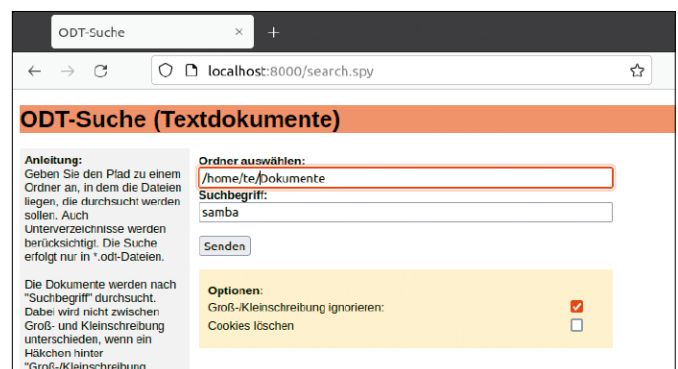 ODT-Suche
localhost:8000/search.spy
ODT-Suche (Textdokumente)
Anleitung:
Geben Sie den Pfad zu einem
Ordner an, in dem die Dateien
liegen, die durchsucht werden
sollen. Auch
Unterverzeichnisse werden
berücksichtigt. Die Suche
erfolgt nur in *.odt-Dateien.
Die Dokumente werden nach
"Suchbegriff" durchsucht.
Dabei wird nicht zwischen
Groß- und Kleinschreibung
unterschieden, wenn ein
Häkchen hinter
"Groß-/Kleinschreibung
Ordner auswählen:
/home/te/Dokumente
Suchbegriff:
samba
Senden
Optionen:
Groß-/Kleinschreibung ignorieren:
Cookies löschen